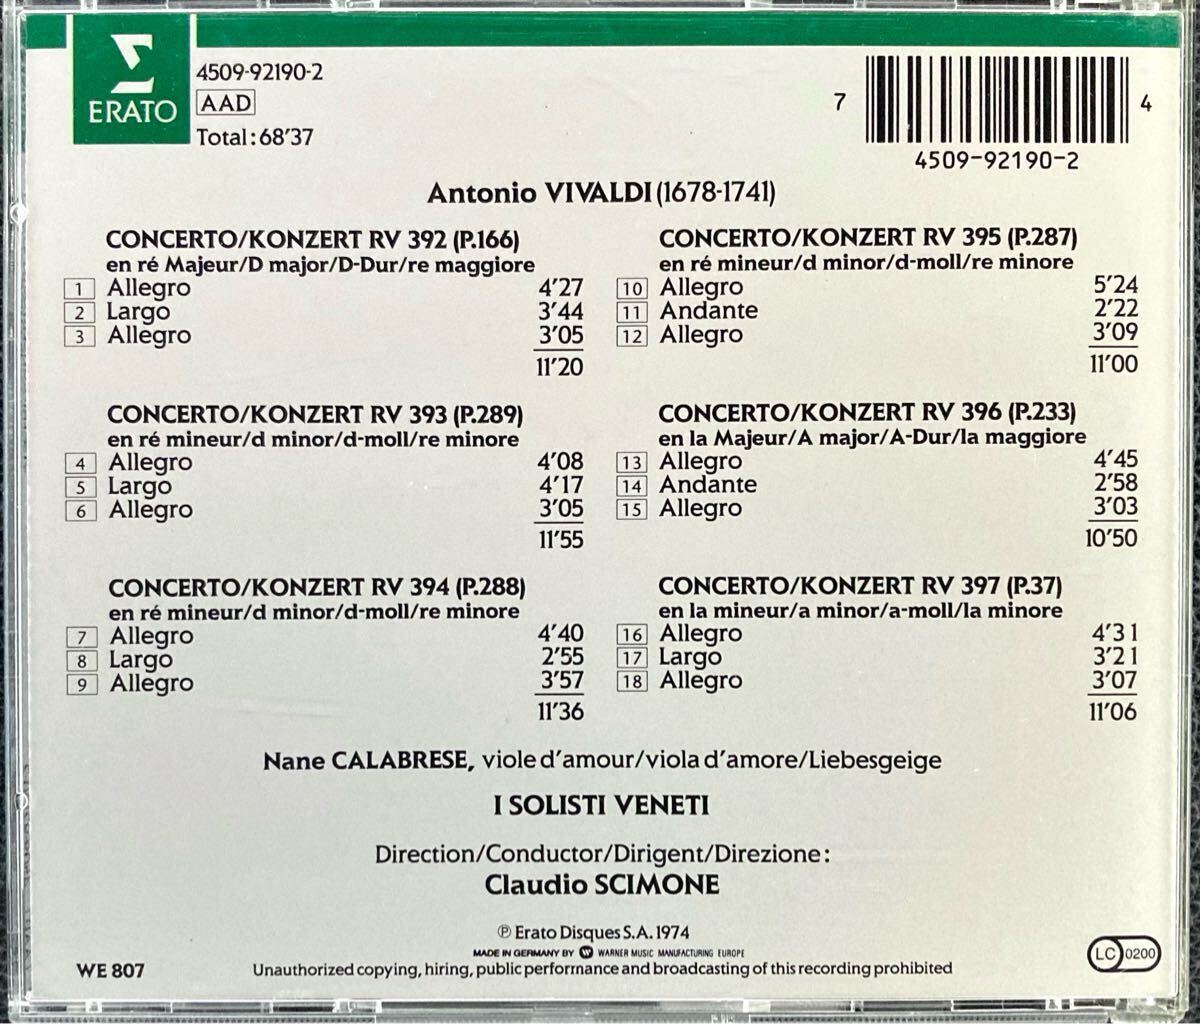 ERATO
4509-92190-2
AAD
Total: 68'37
7 4
4509-92190-2
Antonio VIVALDI (1678-1741)
CONCERTO/KONZERT RV 392 (P.166)
en ré Majeur/D major/D-Dur/re maggiore
1 Allegro 4'27
2 Largo 3'44
3 Allegro 3'05
11'20
CONCERTO/KONZERT RV 393 (P.289)
en ré mineur/d minor/d-moll/re minore
4 Allegro 4'08
5 Largo 4'17
6 Allegro 3'05
11'55
CONCERTO/KONZERT RV 394 (P.288)
en ré mineur/d minor/d-moll/re minore
7 Allegro 4'40
8 Largo 2'55
9 Allegro 3'57
11'36
CONCERTO/KONZERT RV 395 (P.287)
en ré mineur/d minor/d-moll/re minore
10 Allegro 5'24
11 Andante 2'22
12 Allegro 3'09
11'00
CONCERTO/KONZERT RV 396 (P.233)
en la Majeur/A major/A-Dur/la maggiore
13 Allegro 4'45
14 Andante 2'58
15 Allegro 3'03
10'50
CONCERTO/KONZERT RV 397 (P.37)
en la mineur/a minor/a-moll/la minore
16 Allegro 4'31
17 Largo 3'21
18 Allegro 3'07
11'06
Nane CALABRESE, viole d'amour/viola d'amore/Liebesgeige
I SOLISTI VENETI
Direction/Conductor/Dirigent/Direzione:
Claudio SCIMONE
℗ Erato Disques S.A. 1974
MADE IN GERMANY BY WARNER MUSIC MANUFACTURING EUROPE
WE 807
Unauthorized copying, hiring, public performance and broadcasting of this recording prohibited
LC 0200